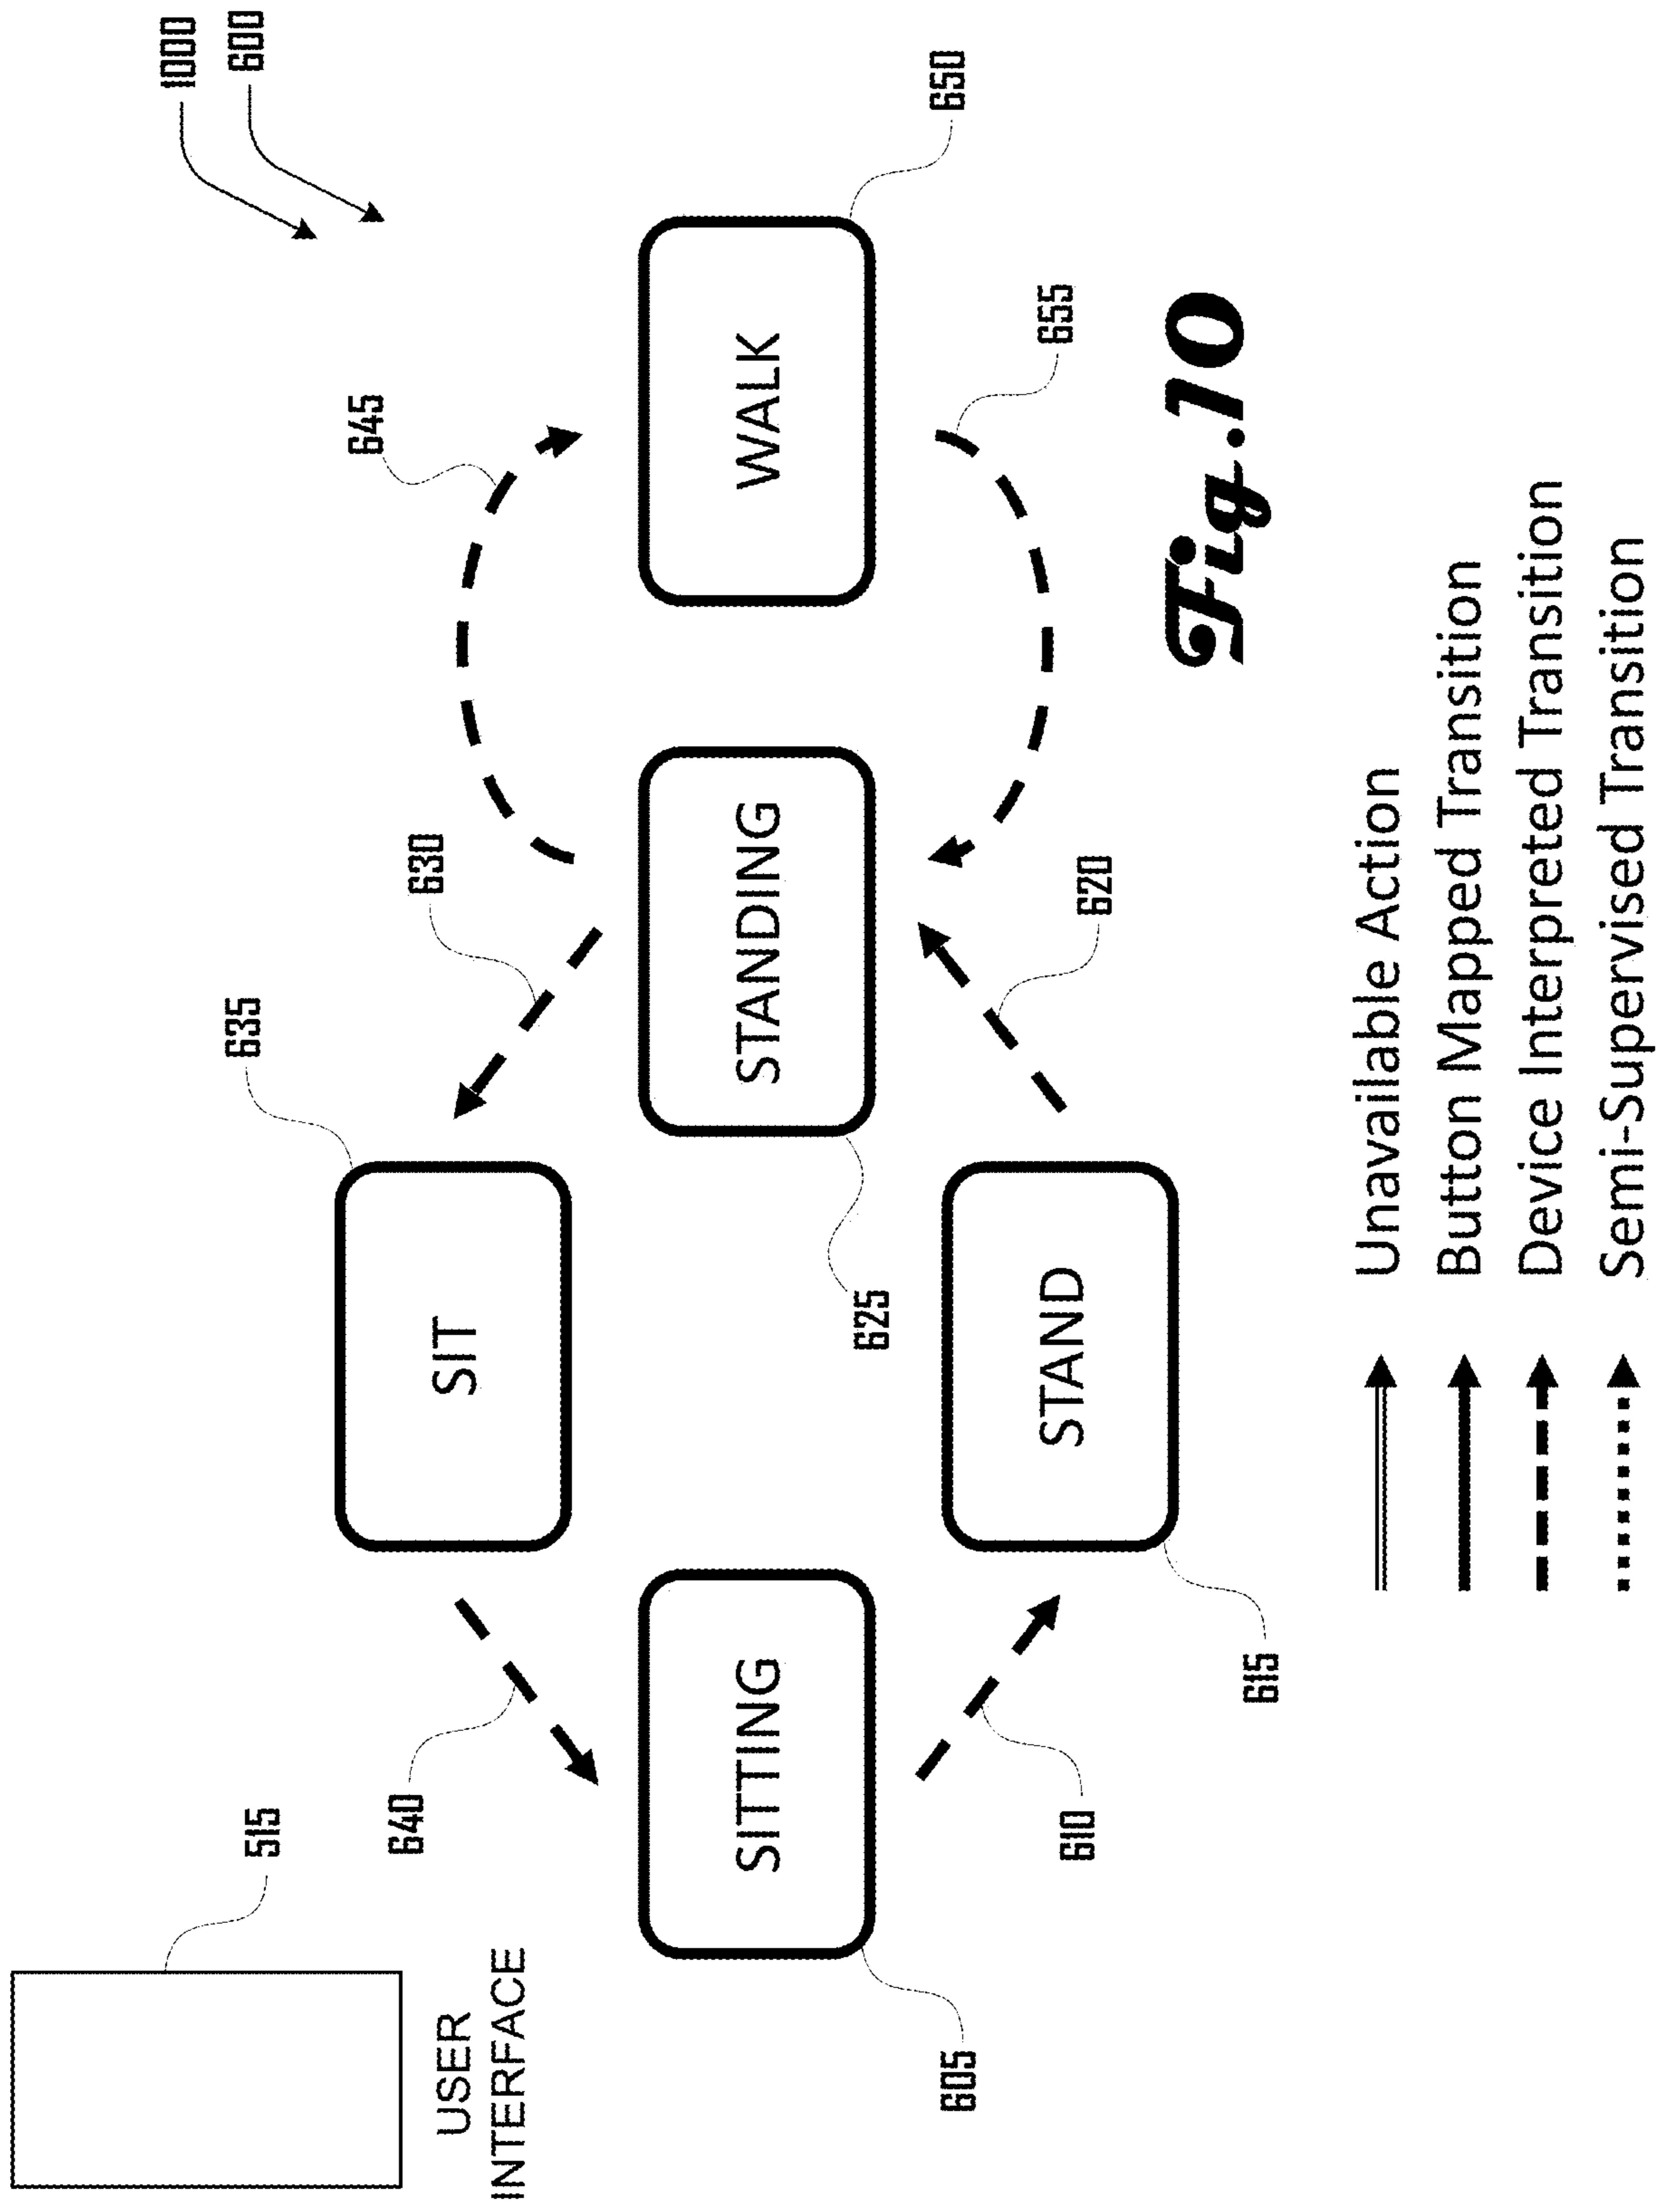 1000
600
515
USER
INTERFACE
635
630
645
640
SIT
SITTING
STANDING
WALK
650
605
625
STAND
610
615
620
655
Fig.10
Unavailable Action
Button Mapped Transition
Device Interpreted Transition
Semi-Supervised Transition